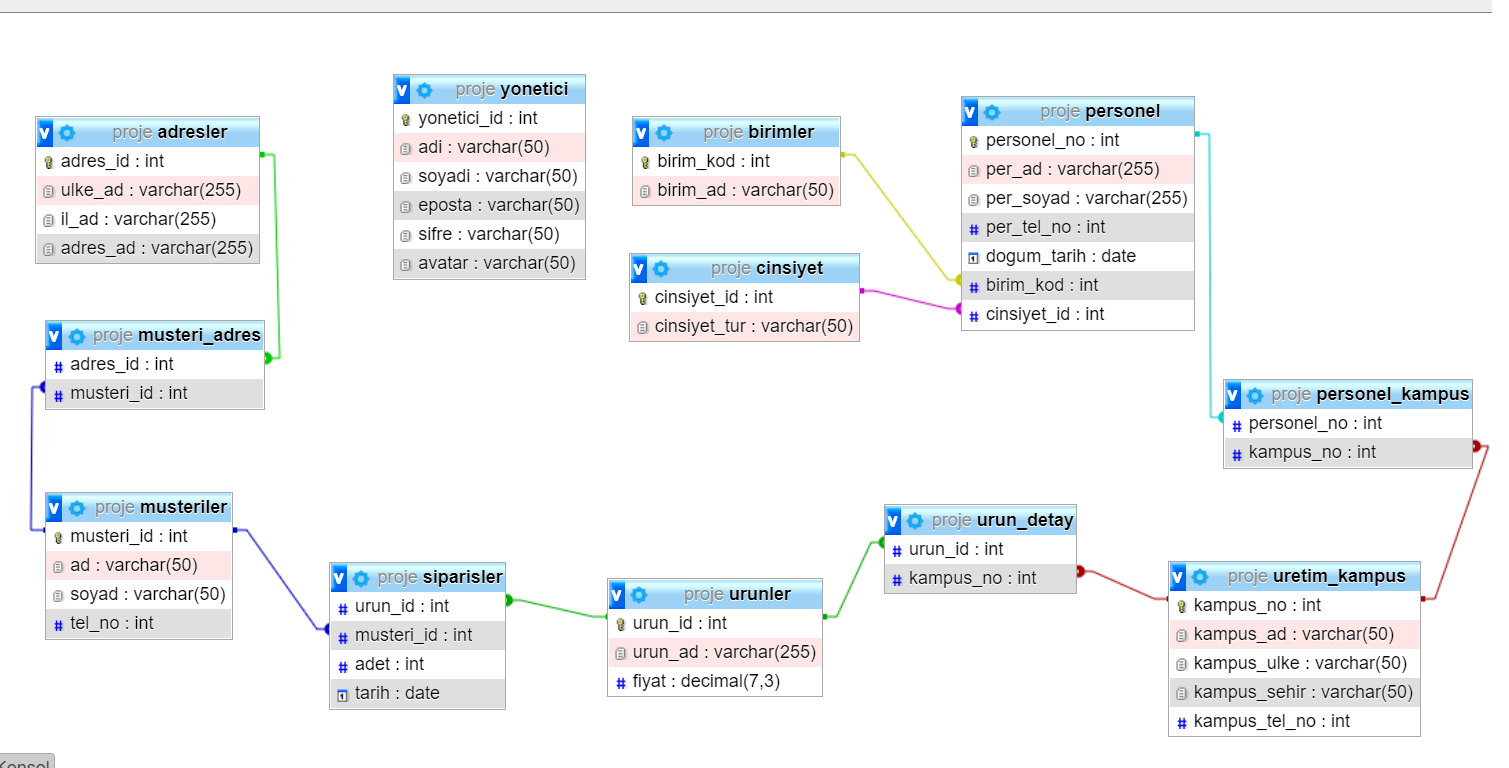 proje yonetici
yonetici_id : int
adi : varchar(50)
soyadi : varchar(50)
eposta : varchar(50)
sifre : varchar(50)
avatar : varchar(50)
proje adresler
adres_id : int
ulke_ad : varchar(255)
il_ad : varchar(255)
adres_ad : varchar(255)
proje birimler
birim_kod : int
birim_ad : varchar(50)
proje personel
personel_no : int
per_ad : varchar(255)
per_soyad : varchar(255)
per_tel_no : int
dogum_tarih : date
birim_kod : int
cinsiyet_id : int
proje cinsiyet
cinsiyet_id : int
cinsiyet_tur : varchar(50)
proje musteri_adres
adres_id : int
musteri_id : int
proje personel_kampus
personel_no : int
kampus_no : int
proje musteriler
musteri_id : int
ad : varchar(50)
soyad : varchar(50)
tel_no : int
proje siparisler
urun_id : int
musteri_id : int
adet : int
tarih : date
proje urunler
urun_id : int
urun_ad : varchar(255)
fiyat : decimal(7,3)
proje urun_detay
urun_id : int
kampus_no : int
proje uretim_kampus
kampus_no : int
kampus_ad : varchar(50)
kampus_ulke : varchar(50)
kampus_sehir : varchar(50)
kampus_tel_no : int
Konsol